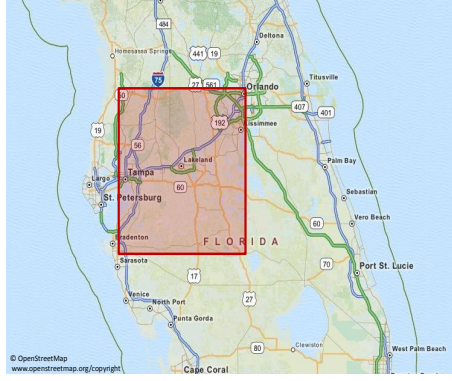 484
Deltona
Homosassa Springs
441
19
Titusville
75
27
561
Orlando
50
407
401
192
Kissimmee
19
56
Palm Bay
Lakeland
Largo
Tampa
60
Sebastian
St. Petersburg
60
Vero Beach
Bradenton
FLORIDA
Sarasota
70
Port St. Lucie
17
Venice
North Port
27
Punta Gorda
80
Clewiston
West Palm Beach
© OpenStreetMap
www.openstreetmap.org/copyright
Cape Coral